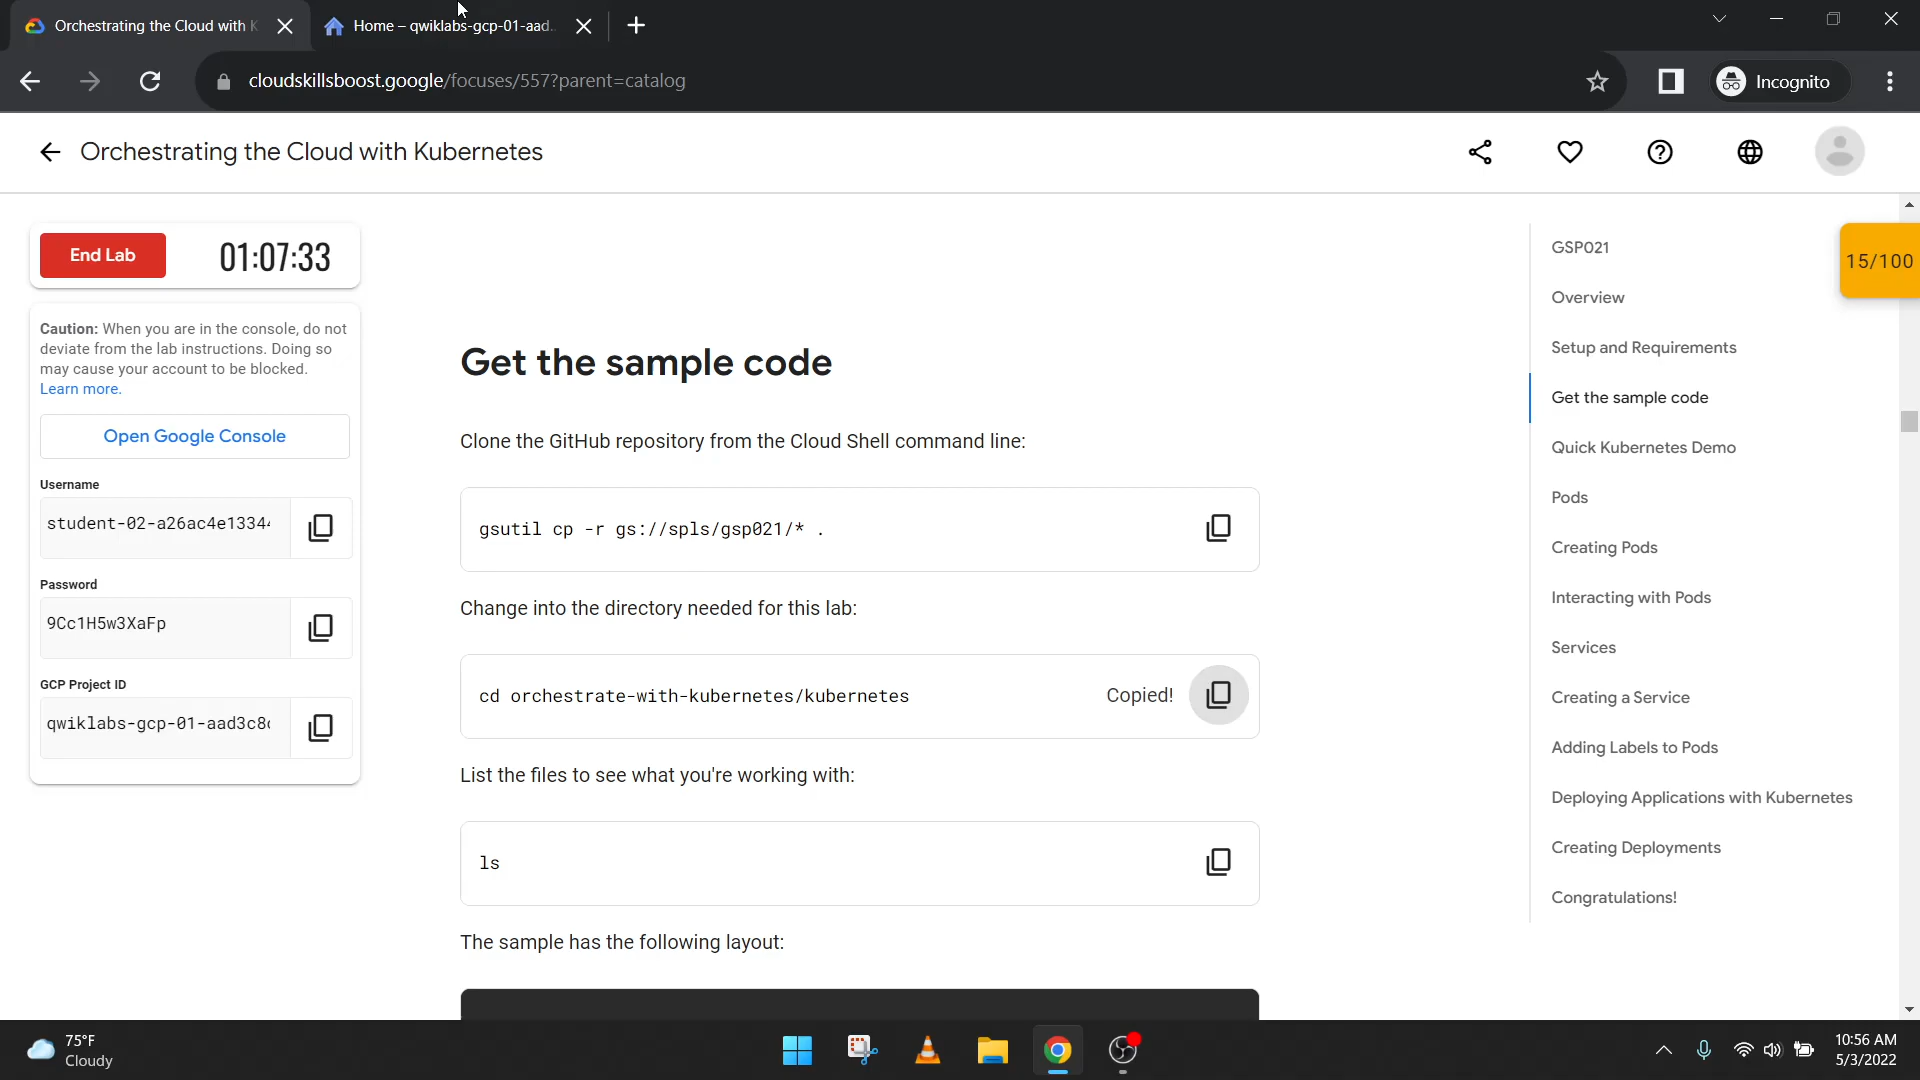 Orchestrating the Cloud with K
Home – qwiklabs-gcp-01-aad..
cloudskillsboost.google/focuses/557?parent=catalog
Incognito
Orchestrating the Cloud with Kubernetes
End Lab
01:07:33
Caution: When you are in the console, do not
deviate from the lab instructions. Doing so
may cause your account to be blocked.
Learn more.
Open Google Console
Username
student-02-a26ac4e1334
Password
9Cc1H5w3XaFp
GCP Project ID
qwiklabs-gcp-01-aad3c8
Get the sample code
Clone the GitHub repository from the Cloud Shell command line:
gsutil cp -r gs://spls/gsp021/* .
Change into the directory needed for this lab:
cd orchestrate-with-kubernetes/kubernetes
Copied!
List the files to see what you're working with:
ls
The sample has the following layout:
GSP021
Overview
Setup and Requirements
Get the sample code
Quick Kubernetes Demo
Pods
Creating Pods
Interacting with Pods
Services
Creating a Service
Adding Labels to Pods
Deploying Applications with Kubernetes
Creating Deployments
Congratulations!
15/100
75°F
Cloudy
10:56 AM
5/3/2022